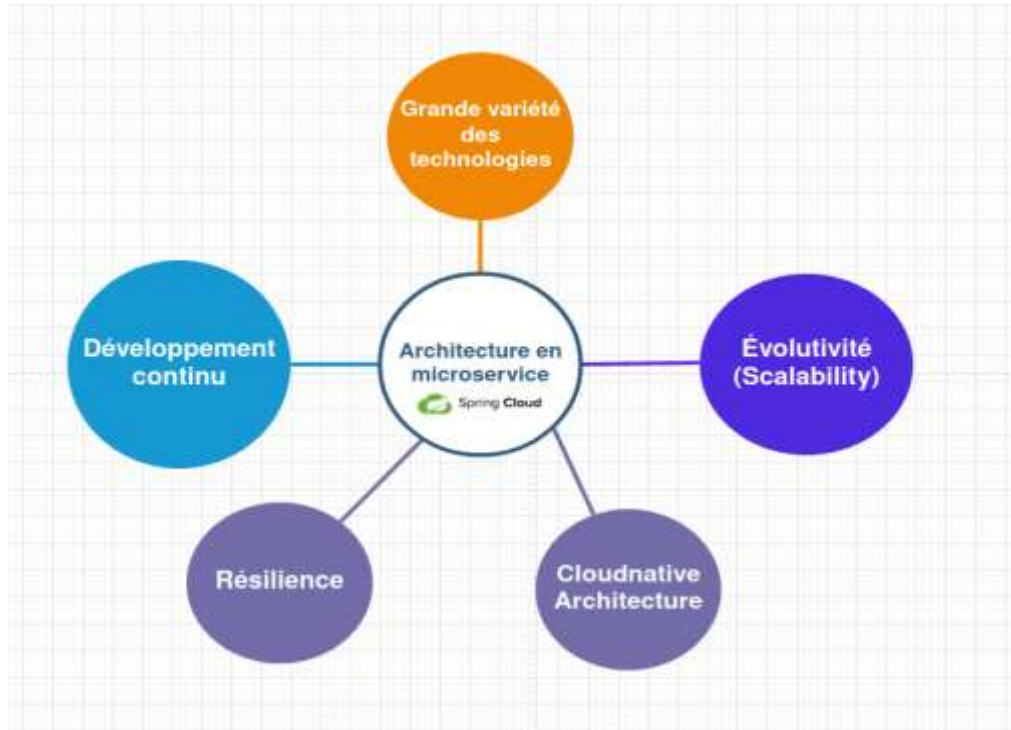 Grande variété
des
technologies
Développement
continu
Architecture en
microservice
Spring Cloud
Évolutivité
(Scalability)
Résilience
Cloudnative
Architecture